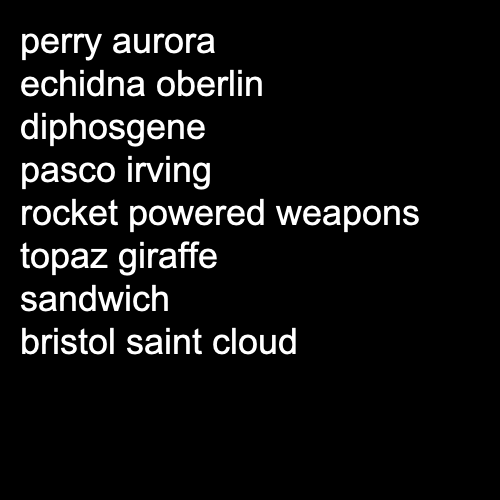 perry aurora
echidna oberlin
diphosgene
pasco irving
rocket powered weapons
topaz giraffe
sandwich
bristol saint cloud